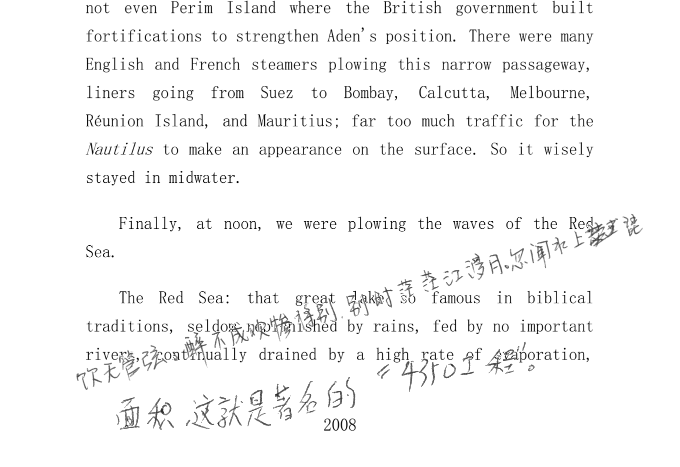 not even Perim Island where the British government built
fortifications to strengthen Aden's position. There were many
English and French steamers plowing this narrow passageway,
liners going from Suez to Bombay, Calcutta, Melbourne,
Réunion Island, and Mauritius; far too much traffic for the
Nautilus to make an appearance on the surface. So it wisely
stayed in midwater.
Finally, at noon, we were plowing the waves of the Red
Sea.
The Red Sea: that great lake so famous in biblical
traditions, seldom replenished by rains, fed by no important
rivers, continually drained by a high rate of evaporation,
饮无管弦。醉不成欢惨将别,别时茫茫江浸月。忽闻水上琵琶
面积.这就是著名的“4350工程”。
2008